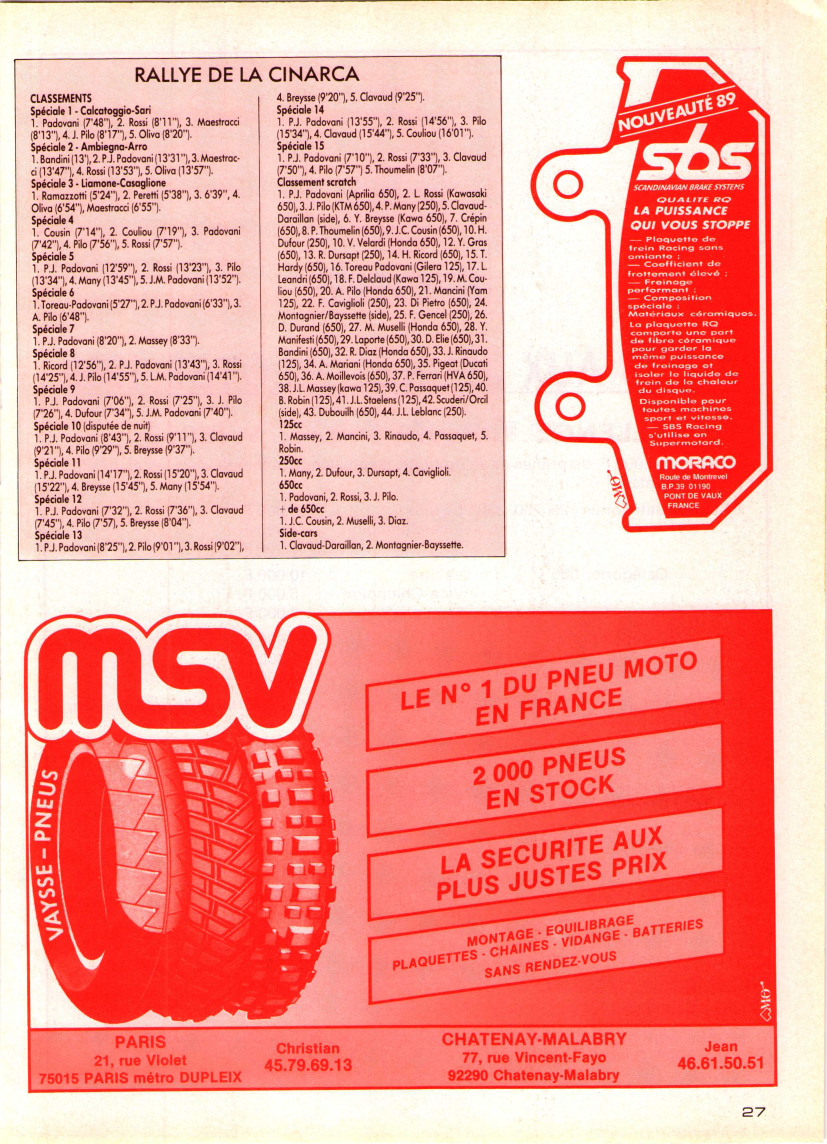 RALLYE DE LA CINARCA
CLASSEMENTS
Spéciale 1 - Calcatoggio-Sari
1. Padovani (7'48"), 2. Rossi (8'11"), 3. Maestracci
(8'13"), 4. J. Pilo (8'17"), 5. Oliva (8'20").
Spéciale 2 - Ambiegna-Arro
1. Bandini (13'), 2. P.J. Padovani (13'31"), 3. Maestrac-
ci (13'47"), 4. Rossi (13'53"), 5. Oliva (13'57").
Spéciale 3 - Liamone-Casaglione
1. Ramazzotti (5'24"), 2. Peretti (5'38"), 3. 6'39", 4.
Oliva (6'54"), Maestracci (6'55").
Spéciale 4
1. Cousin (7'14"), 2. Couliou (7'19"), 3. Padovani
(7'42"), 4. Pilo (7'56"), 5. Rossi (7'57").
Spéciale 5
1. P.J. Padovani (12'59"), 2. Rossi (13'23"), 3. Pilo
(13'34"), 4. Many (13'45"), 5. J.M. Padovani (13'52").
Spéciale 6
1. Toreau-Padovani (5'27"), 2. P.J. Padovani (6'33"), 3.
A. Pilo (6'48").
Spéciale 7
1. P.J. Padovani (8'20"), 2. Massey (8'33").
Spéciale 8
1. Ricord (12'56"), 2. P.J. Padovani (13'43"), 3. Rossi
(14'25"), 4. J. Pilo (14'55"), 5. L.M. Padovani (14'41").
Spéciale 9
1. P.J. Padovani (7'06"), 2. Rossi (7'25"), 3. J. Pilo
(7'26"), 4. Dufour (7'34"), 5. J.M. Padovani (7'40").
Spéciale 10 (disputée de nuit)
1. P.J. Padovani (8'43"), 2. Rossi (9'11"), 3. Clavaud
(9'21"), 4. Pilo (9'29"), 5. Breysse (9'37").
Spéciale 11
1. P.J. Padovani (14'17"), 2. Rossi (15'20"), 3. Clavaud
(15'22"), 4. Breysse (15'45"), 5. Many (15'54").
Spéciale 12
1. P.J. Padovani (7'32"), 2. Rossi (7'36"), 3. Clavaud
(7'45"), 4. Pilo (7'57), 5. Breysse (8'04").
Spéciale 13
1. P.J. Padovani (8'25"), 2. Pilo (9'01"), 3. Rossi (9'02"),
4. Breysse (9'20"), 5. Clavaud (9'25").
Spéciale 14
1. P.J. Padovani (13'55"), 2. Rossi (14'56"), 3. Pilo
(15'34"), 4. Clavaud (15'44"), 5. Couliou (16'01").
Spéciale 15
1. P.J. Padovani (7'10"), 2. Rossi (7'33"), 3. Clavaud
(7'50"), 4. Pilo (7'57") 5. Thoumelin (8'07").
Classement scratch
1. P.J. Padovani (Aprilia 650), 2. L. Rossi (Kawasaki
650), 3. J. Pilo (KTM 650), 4. P. Many (250), 5. Clavaud-
Daraillan (side), 6. Y. Breysse (Kawa 650), 7. Crépin
(650), 8. P. Thoumelin (650), 9. J.C. Cousin (650), 10. H.
Dufour (250), 10. V. Velardi (Honda 650), 12. Y. Gras
(650), 13. R. Dursapt (250), 14. H. Ricord (650), 15. T.
Hardy (650), 16. Toreau Padovani (Gilera 125), 17. L.
Leandri (650), 18. F. Delclaud (Kawa 125), 19. M. Cou-
liou (650), 20. A. Pilo (Honda 650), 21. Mancini (Yam
125), 22. F. Caviglioli (250), 23. Di Pietro (650), 24.
Montagnier/Bayssette (side), 25. F. Gencel (250), 26.
D. Durand (650), 27. M. Muselli (Honda 650), 28. Y.
Manifesti (650), 29. Laporte (650), 30. D. Elie (650), 31.
Bandini (650), 32. R. Diaz (Honda 650), 33. J. Rinaudo
(125), 34. A. Mariani (Honda 650), 35. Pigeat (Ducati
650), 36. A. Moillevois (650), 37. P. Ferrari (HVA 650),
38. J.L. Massey (kawa 125), 39. C. Passaquet (125), 40.
B. Robin (125), 41. J.L. Staelens (125), 42. Scuderi/Orcil
(side), 43. Dubouilh (650), 44. J.L. Leblanc (250).
125cc
1. Massey, 2. Mancini, 3. Rinaudo, 4. Passaquet, 5.
Robin.
250cc
1. Many, 2. Dufour, 3. Dursapt, 4. Caviglioli.
650cc
1. Padovani, 2. Rossi, 3. J. Pilo.
+ de 650cc
1. J.C. Cousin, 2. Muselli, 3. Diaz.
Side-cars
1. Clavaud-Daraillan, 2. Montagnier-Bayssette.
NOUVEAUTÉ 89
sbs
SCANDINAVIAN BRAKE SYSTEMS
QUALITE RQ
LA PUISSANCE
QUI VOUS STOPPE
— Plaquette de
frein Racing sans
amiante ;
— Coefficient de
frottement élevé ;
— Freinage
performant ;
— Composition
spéciale :
Matériaux céramiques.
La plaquette RQ
comporte une part
de fibre céramique
pour garder la
même puissance
de freinage et
isoler le liquide de
frein de la chaleur
du disque.
Disponible pour
toutes machines
sport et vitesse.
— SBS Racing
s'utilise en
Supermotard.
MORACO
Route de Montrevel
B.P.39 01190
PONT DE VAUX
FRANCE
msv
VAYSSE - PNEUS
LE N° 1 DU PNEU MOTO
EN FRANCE
2 000 PNEUS
EN STOCK
LA SECURITE AUX
PLUS JUSTES PRIX
MONTAGE - EQUILIBRAGE
PLAQUETTES - CHAINES - VIDANGE - BATTERIES
SANS RENDEZ-VOUS
PARIS
21, rue Violet
75015 PARIS métro DUPLEIX
Christian
45.79.69.13
CHATENAY-MALABRY
77, rue Vincent-Fayo
92290 Chatenay-Malabry
Jean
46.61.50.51
27